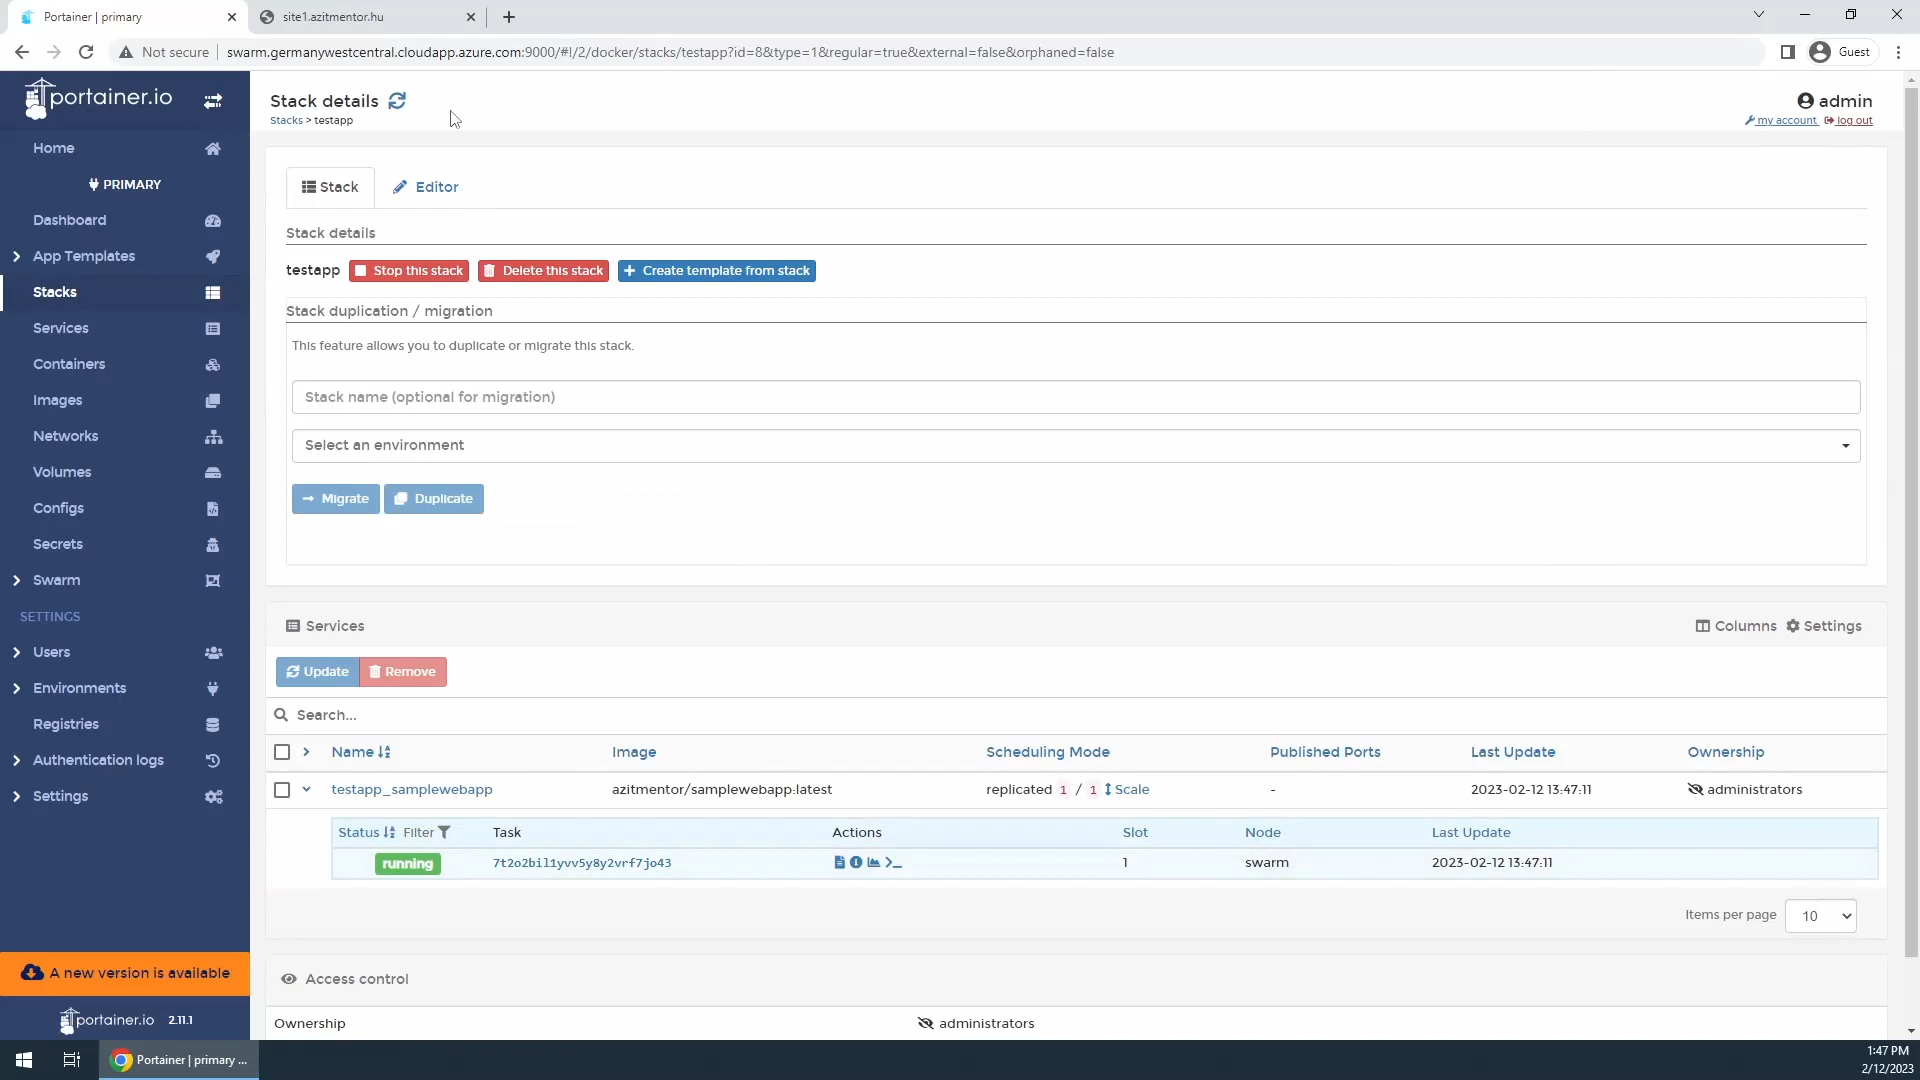 Portainer | primary
site1.azitmentor.hu
Not secure
swarm.germanywestcentral.cloudapp.azure.com:9000/#!/2/docker/stacks/testapp?id=8&type=1&regular=true&external=false&orphaned=false
Guest
portainer.io
Home
PRIMARY
Dashboard
App Templates
Stacks
Services
Containers
Images
Networks
Volumes
Configs
Secrets
Swarm
SETTINGS
Users
Environments
Registries
Authentication logs
Settings
A new version is available
portainer.io 2.11.1
Stack details
Stacks > testapp
admin
my account log out
Stack Editor
Stack details
testapp Stop this stack Delete this stack Create template from stack
Stack duplication / migration
This feature allows you to duplicate or migrate this stack.
Stack name (optional for migration)
Select an environment
Migrate Duplicate
Services Columns Settings
Update Remove
Search...
Name Image Scheduling Mode Published Ports Last Update Ownership
testapp_samplewebapp azitmentor/samplewebapp:latest replicated 1 / 1 Scale - 2023-02-12 13:47:11 administrators
Status Filter Task Actions Slot Node Last Update
running 7t2o2bil1yvv5y8y2vrf7jo43 1 swarm 2023-02-12 13:47:11
Items per page 10
Access control
Ownership administrators
Portainer | primary ...
1:47 PM
2/12/2023